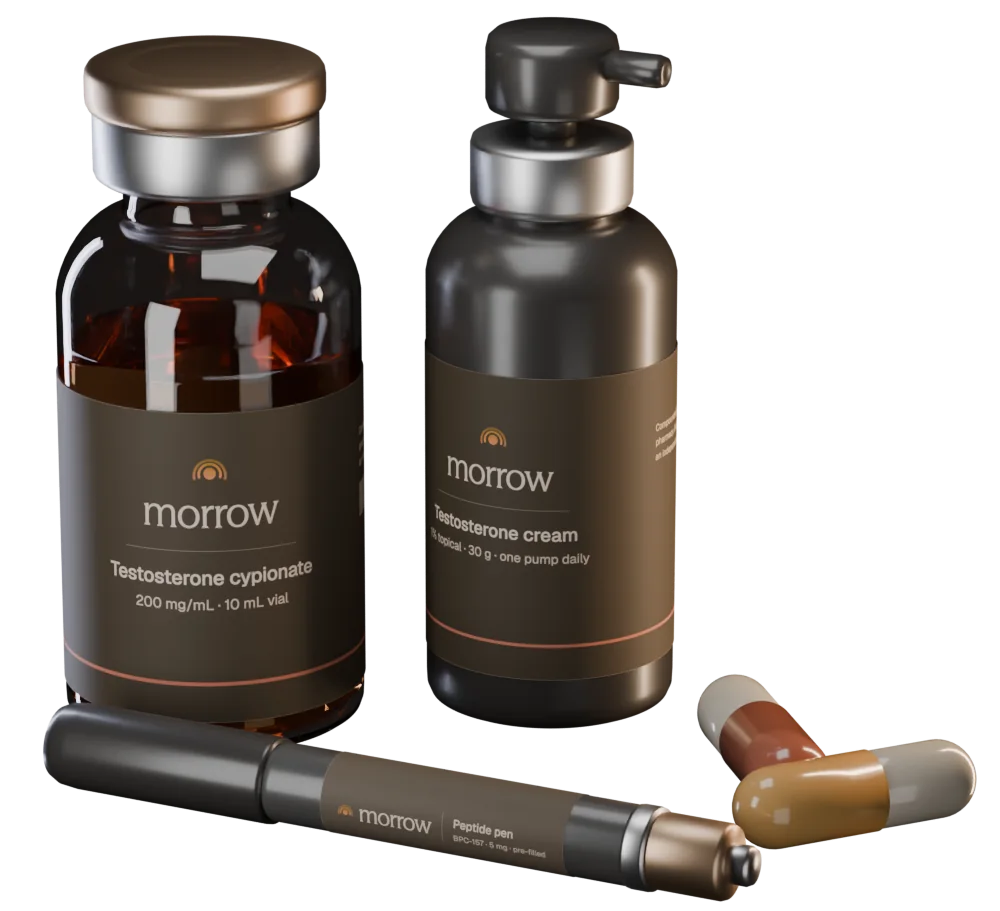 morrow
Testosterone cypionate
200 mg/mL · 10 mL vial
morrow
Testosterone cream
topical · 30 g · one pump daily
morrow
Peptide pen
BPC-157 · 5 mg · pre-filled